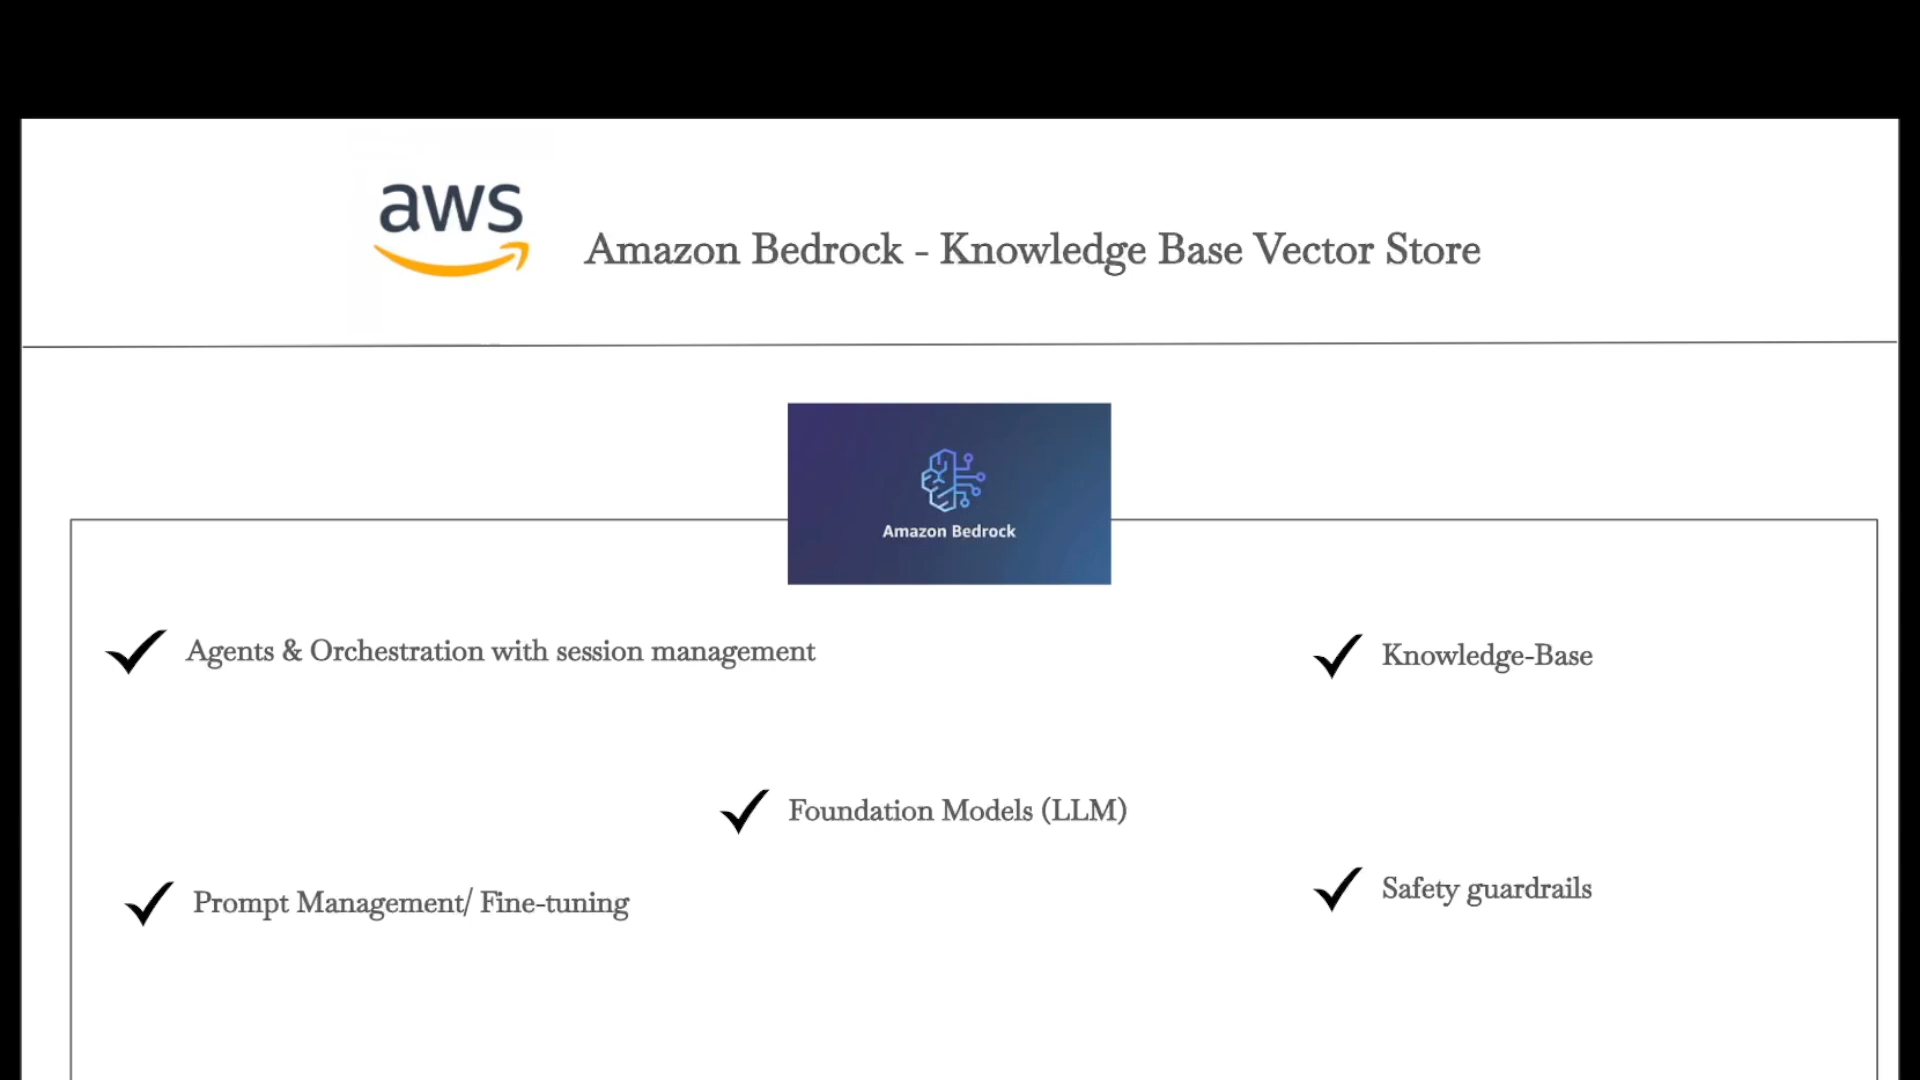 aws
Amazon Bedrock - Knowledge Base Vector Store
Amazon Bedrock
Agents & Orchestration with session management
Knowledge-Base
Foundation Models (LLM)
Prompt Management/ Fine-tuning
Safety guardrails